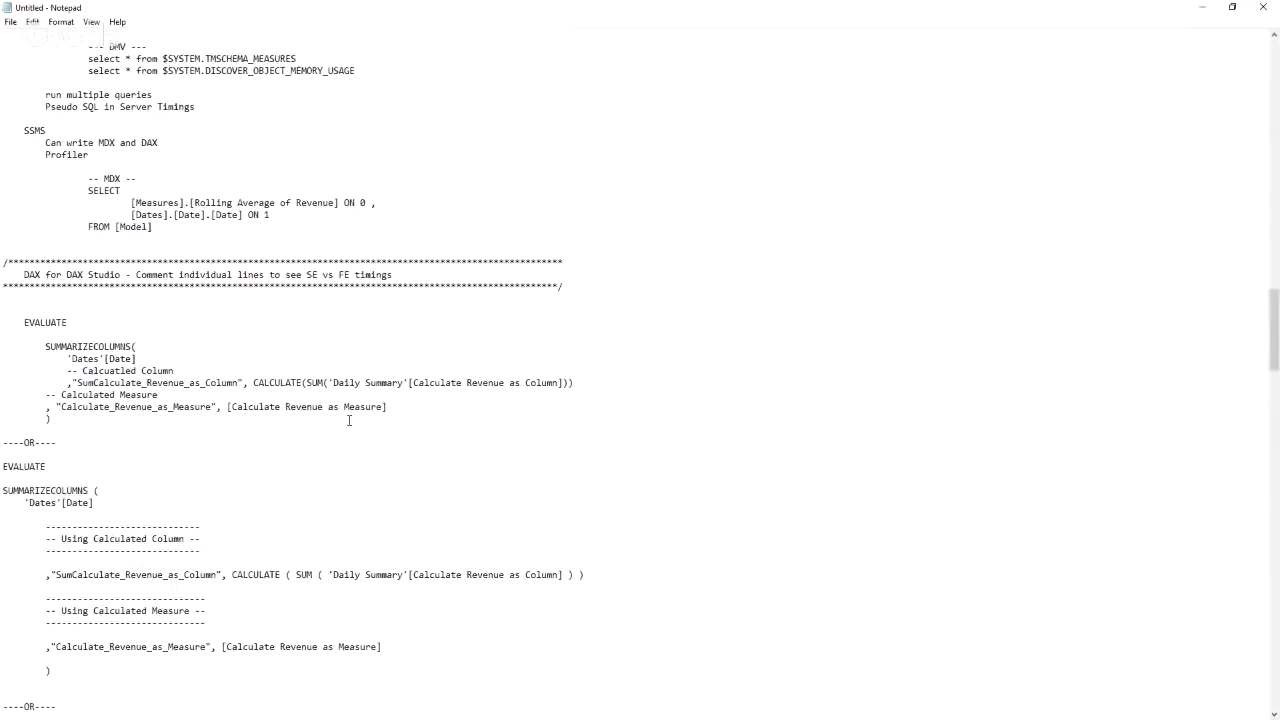 Untitled - Notepad
File Edit Format View Help
--- DMV ---
select * from $SYSTEM.TMSCHEMA_MEASURES
select * from $SYSTEM.DISCOVER_OBJECT_MEMORY_USAGE
run multiple queries
Pseudo SQL in Server Timings
SSMS
Can write MDX and DAX
Profiler
-- MDX --
SELECT
[Measures].[Rolling Average of Revenue] ON 0 ,
[Dates].[Date].[Date] ON 1
FROM [Model]
/*********************************************************************************************************
DAX for DAX Studio - Comment individual lines to see SE vs FE timings
*********************************************************************************************************/
EVALUATE
SUMMARIZECOLUMNS(
'Dates'[Date]
-- Calcuatled Column
,"SumCalculate_Revenue_as_Column", CALCULATE(SUM('Daily Summary'[Calculate Revenue as Column]))
-- Calculated Measure
, "Calculate_Revenue_as_Measure", [Calculate Revenue as Measure]
)
----OR----
EVALUATE
SUMMARIZECOLUMNS (
'Dates'[Date]
-----------------------------
-- Using Calculated Column --
-----------------------------
,"SumCalculate_Revenue_as_Column", CALCULATE ( SUM ( 'Daily Summary'[Calculate Revenue as Column] ) )
------------------------------
-- Using Calculated Measure --
------------------------------
,"Calculate_Revenue_as_Measure", [Calculate Revenue as Measure]
)
----OR----